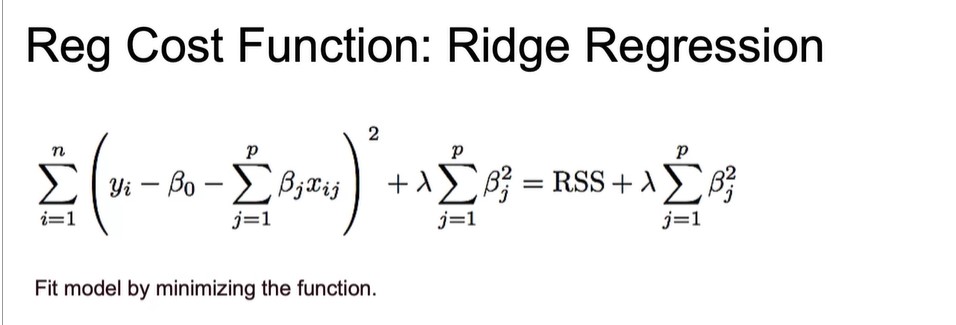 Reg Cost Function: Ridge Regression
\sum_{i=1}^{n} \left( y_i - \beta_0 - \sum_{j=1}^{p} \beta_j x_{ij} \right)^2 + \lambda \sum_{j=1}^{p} \beta_j^2 = \text{RSS} + \lambda \sum_{j=1}^{p} \beta_j^2
Fit model by minimizing the function.